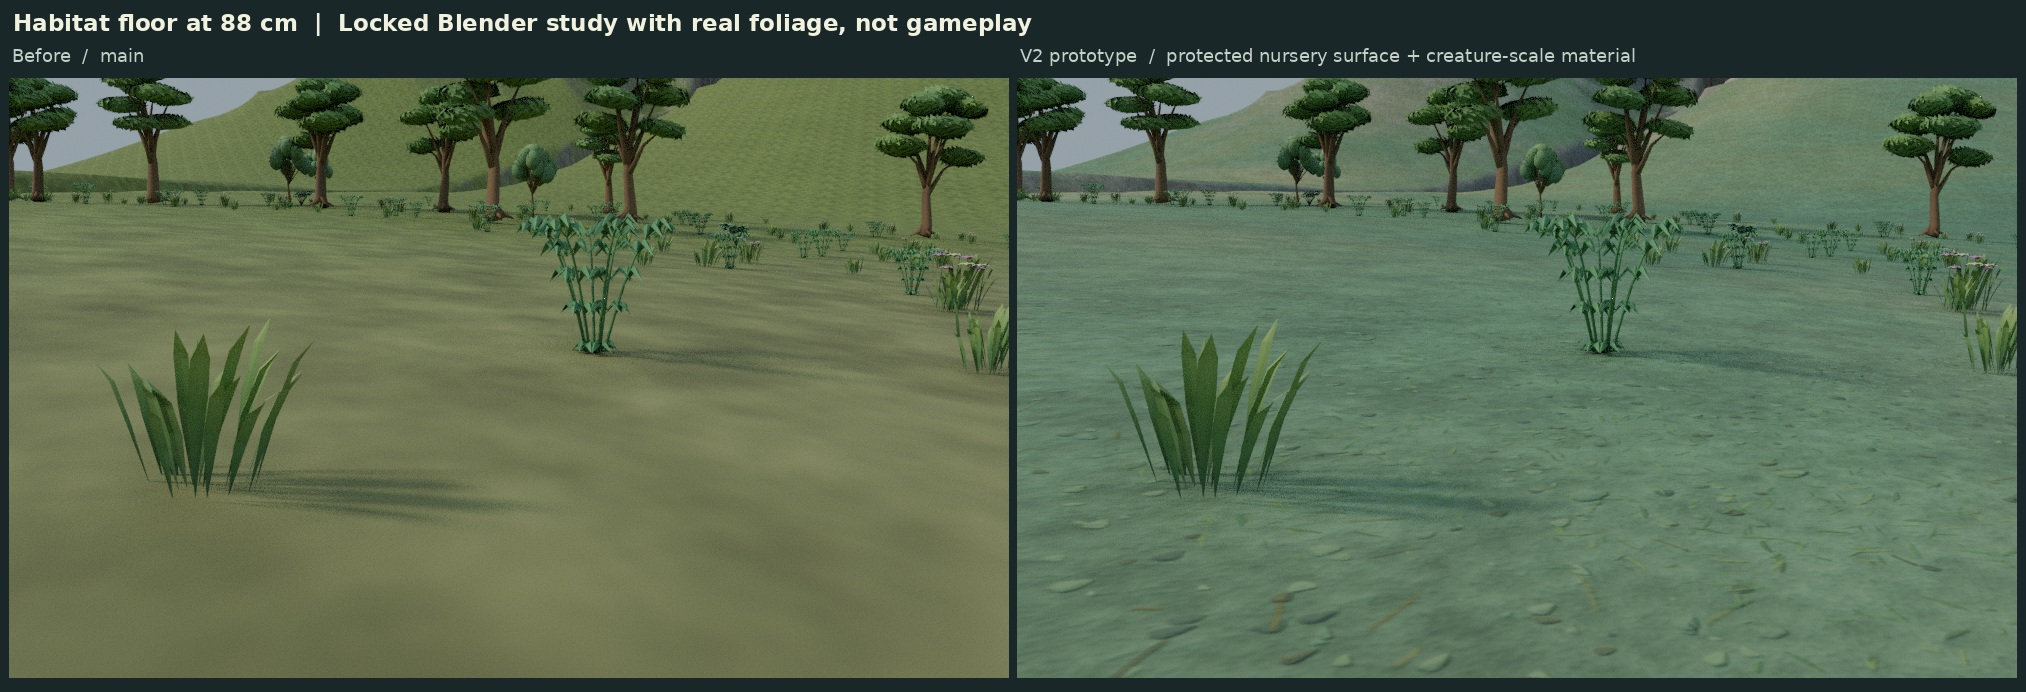 Habitat floor at 88 cm | Locked Blender study with real foliage, not gameplay
Before / main
V2 prototype / protected nursery surface + creature-scale material